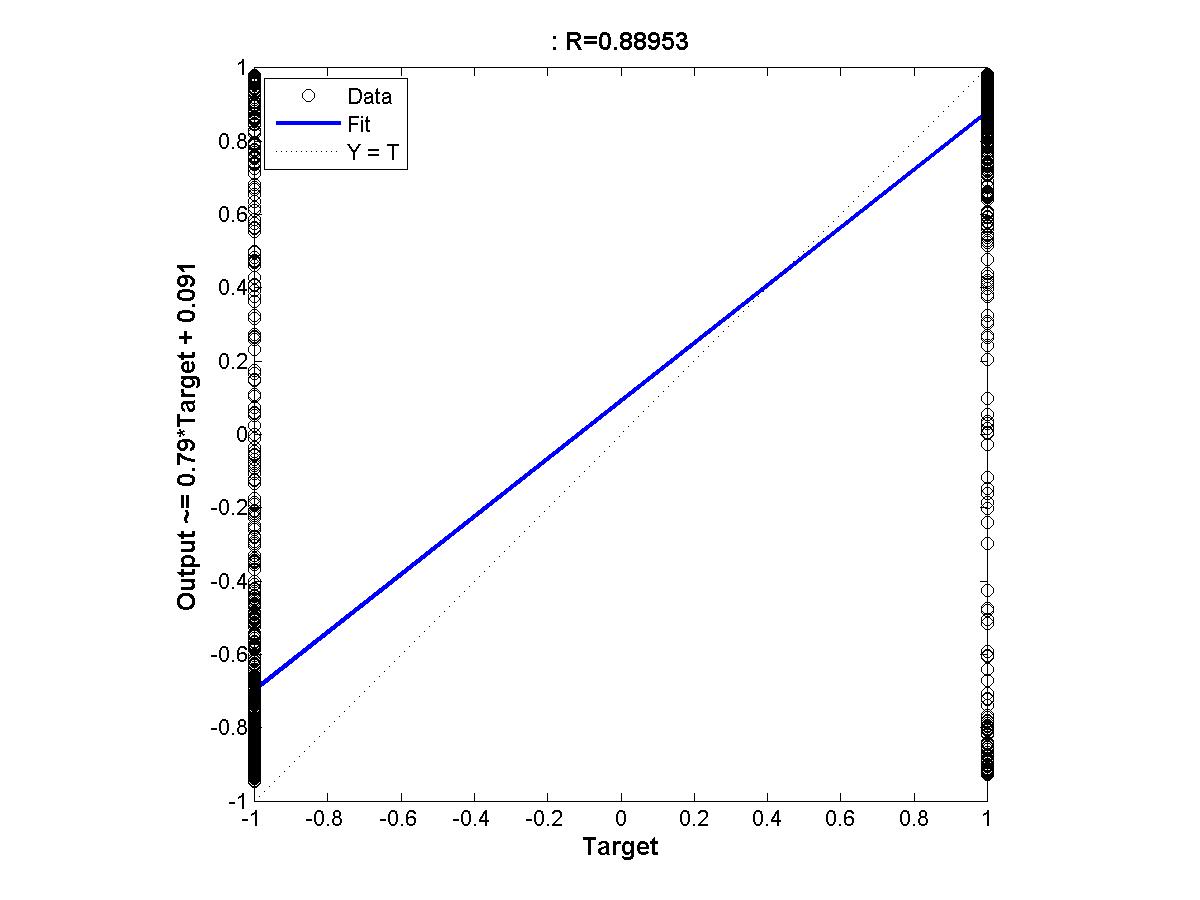 : R=0.88953
Data
Fit
Y = T
Output ~= 0.79*Target + 0.091
1
0.8
0.6
0.4
0.2
0
-0.2
-0.4
-0.6
-0.8
-1
-1 -0.8 -0.6 -0.4 -0.2 0 0.2 0.4 0.6 0.8 1
Target